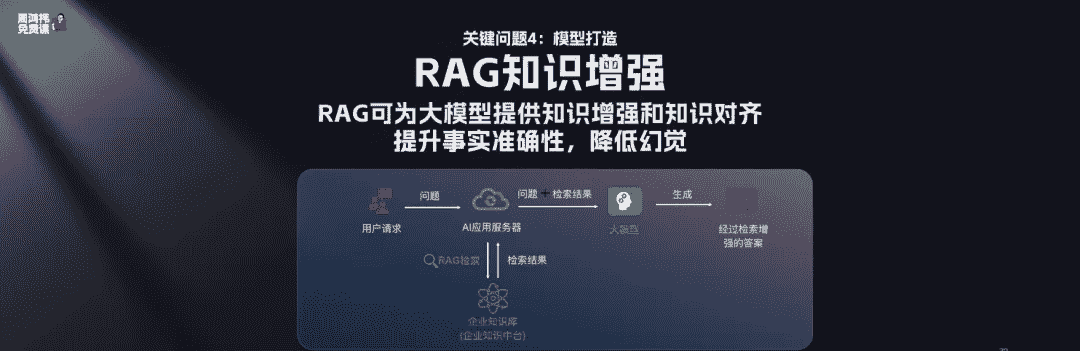 周鸿祎
免费课
关键问题4：模型打造
RAG知识增强
RAG可为大模型提供知识增强和知识对齐
提升事实准确性，降低幻觉
问题
问题 + 检索结果
生成
用户请求
AI应用服务器
大模型
经过检索增
强的答案
RAG检索
检索结果
企业知识库
(企业知识中台)